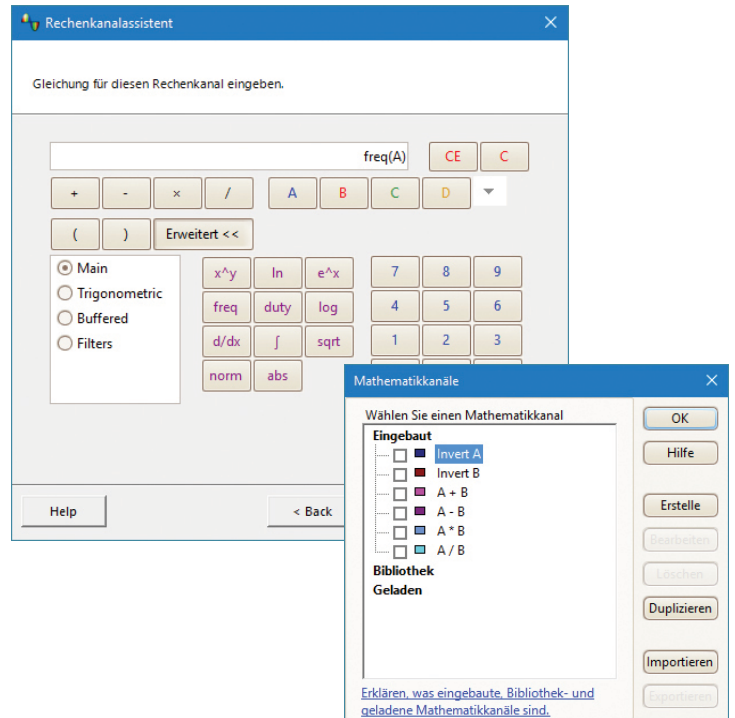 Rechenkanalassistent
Gleichung für diesen Rechenkanal eingeben.
freq(A) CE C
+ - × / A B C D
( ) Erweitert <<
Main
Trigonometric
Buffered
Filters
x^y ln e^x
freq duty log
d/dx ∫ sqrt
norm abs
7 8 9
4 5 6
1 2 3
Help < Back
Mathematikkanäle
Wählen Sie einen Mathematikkanal
Eingebaut
Invert A
Invert B
A + B
A - B
A * B
A / B
Bibliothek
Geladen
Erklären, was eingebaute, Bibliothek- und
geladene Mathematikkanäle sind.
OK
Hilfe
Erstelle
Bearbeiten
Löschen
Duplizieren
Importieren
Exportieren